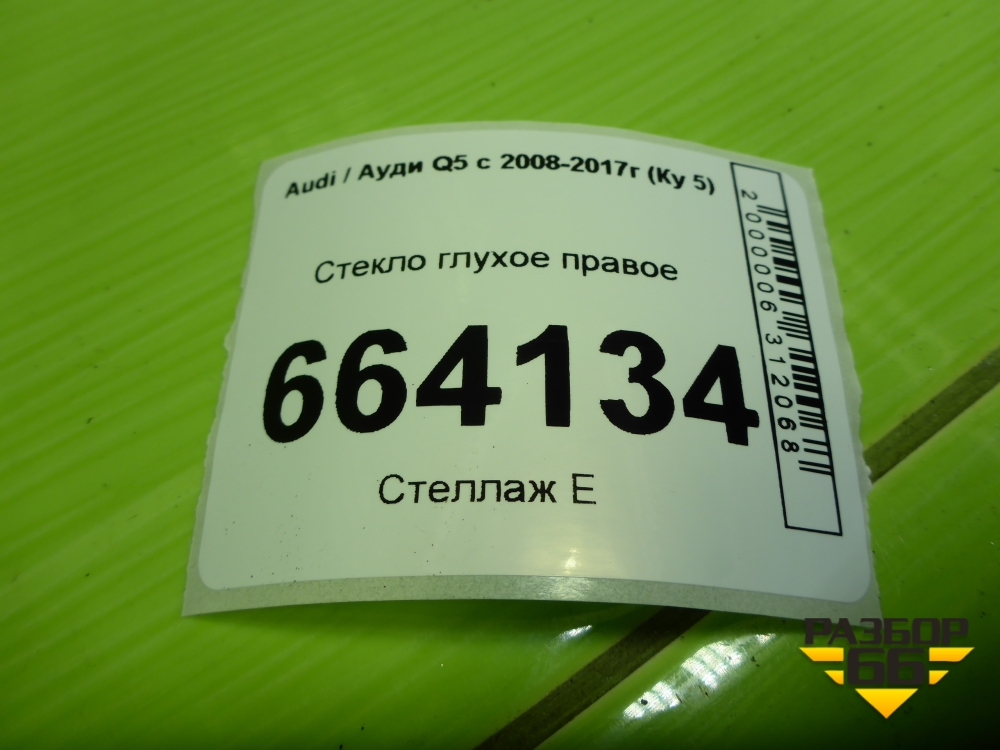 Audi / Ауди Q5 с 2008-2017г (Ку 5)
Стекло глухое правое
664134
Стеллаж Е
2000006312068
РАЗБОР
66